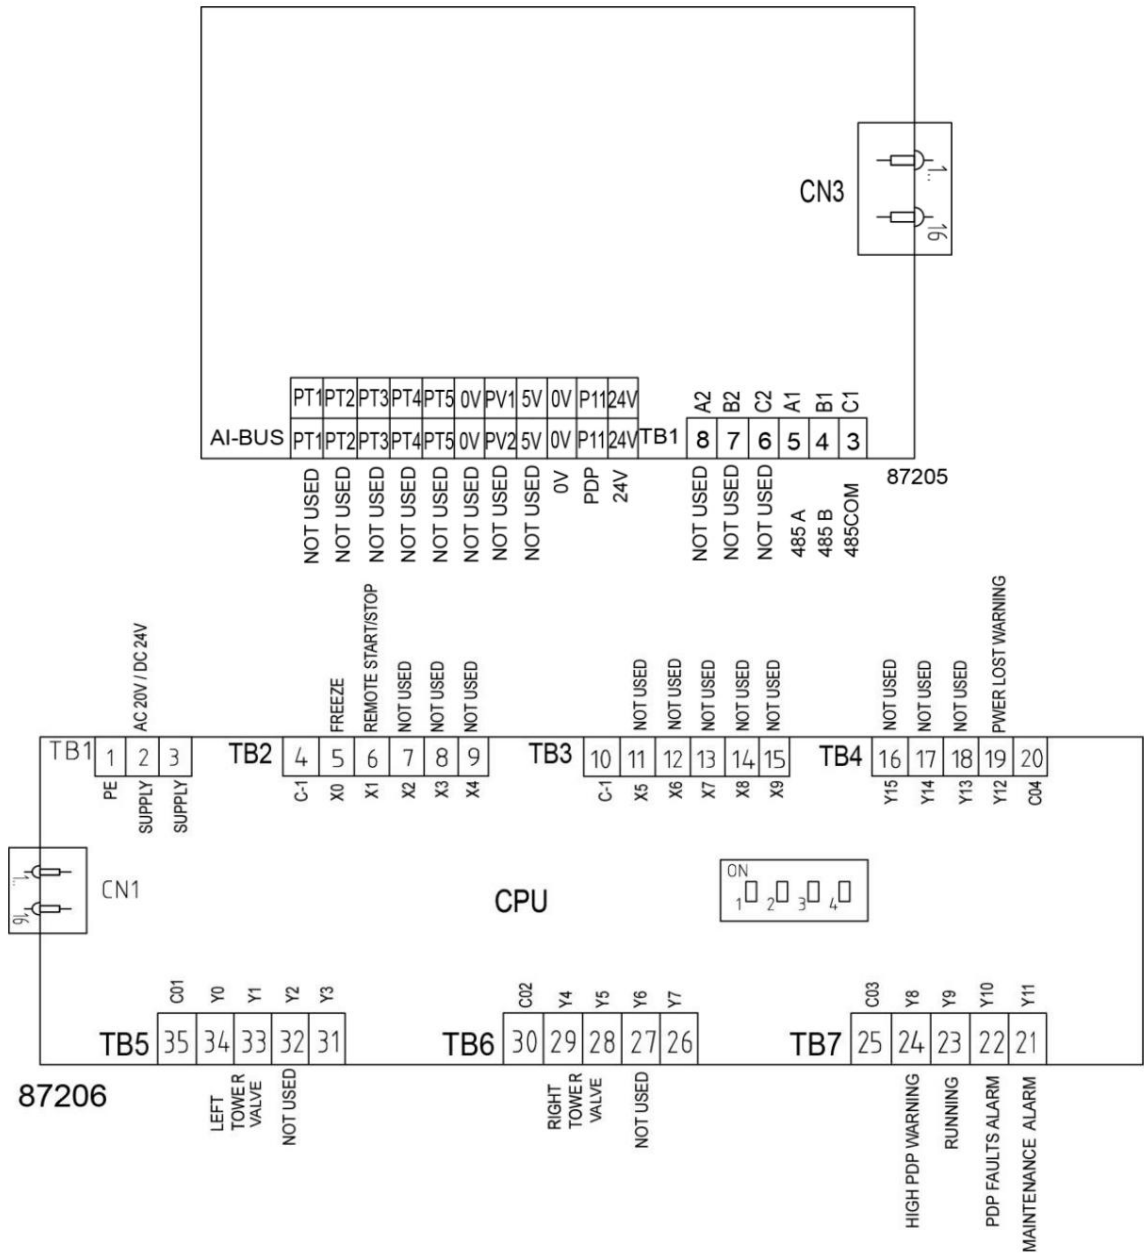 CN3
1...
16
PT1 PT2 PT3 PT4 PT5 0V PV1 5V 0V P11 24V
AI-BUS PT1 PT2 PT3 PT4 PT5 0V PV2 5V 0V P11 24V
NOT USED
NOT USED
NOT USED
NOT USED
NOT USED
NOT USED
NOT USED
NOT USED
0V
PDP
24V
A2 B2 C2 A1 B1 C1
TB1 8 7 6 5 4 3
NOT USED
NOT USED
NOT USED
485 A
485 B
485COM
87205
AC 20V / DC 24V
TB1 1 2 3
PE
SUPPLY
SUPPLY
FREEZE
REMOTE START/STOP
NOT USED
NOT USED
NOT USED
TB2 4 5 6 7 8 9
C-1 X0 X1 X2 X3 X4
NOT USED
NOT USED
NOT USED
NOT USED
NOT USED
TB3 10 11 12 13 14 15
C-1 X5 X6 X7 X8 X9
NOT USED
NOT USED
NOT USED
PWER LOST WARNING
TB4 16 17 18 19 20
Y15 Y14 Y13 Y12 C04
1...
16
CN1
CPU
ON
1 2 3 4
C01 Y0 Y1 Y2 Y3
TB5 35 34 33 32 31
LEFT
TOWER
VALVE
NOT USED
C02 Y4 Y5 Y6 Y7
TB6 30 29 28 27 26
RIGHT
TOWER
VALVE
NOT USED
C03 Y8 Y9 Y10 Y11
TB7 25 24 23 22 21
HIGH PDP WARNING
RUNNING
PDP FAULTS ALARM
MAINTENANCE ALARM
87206